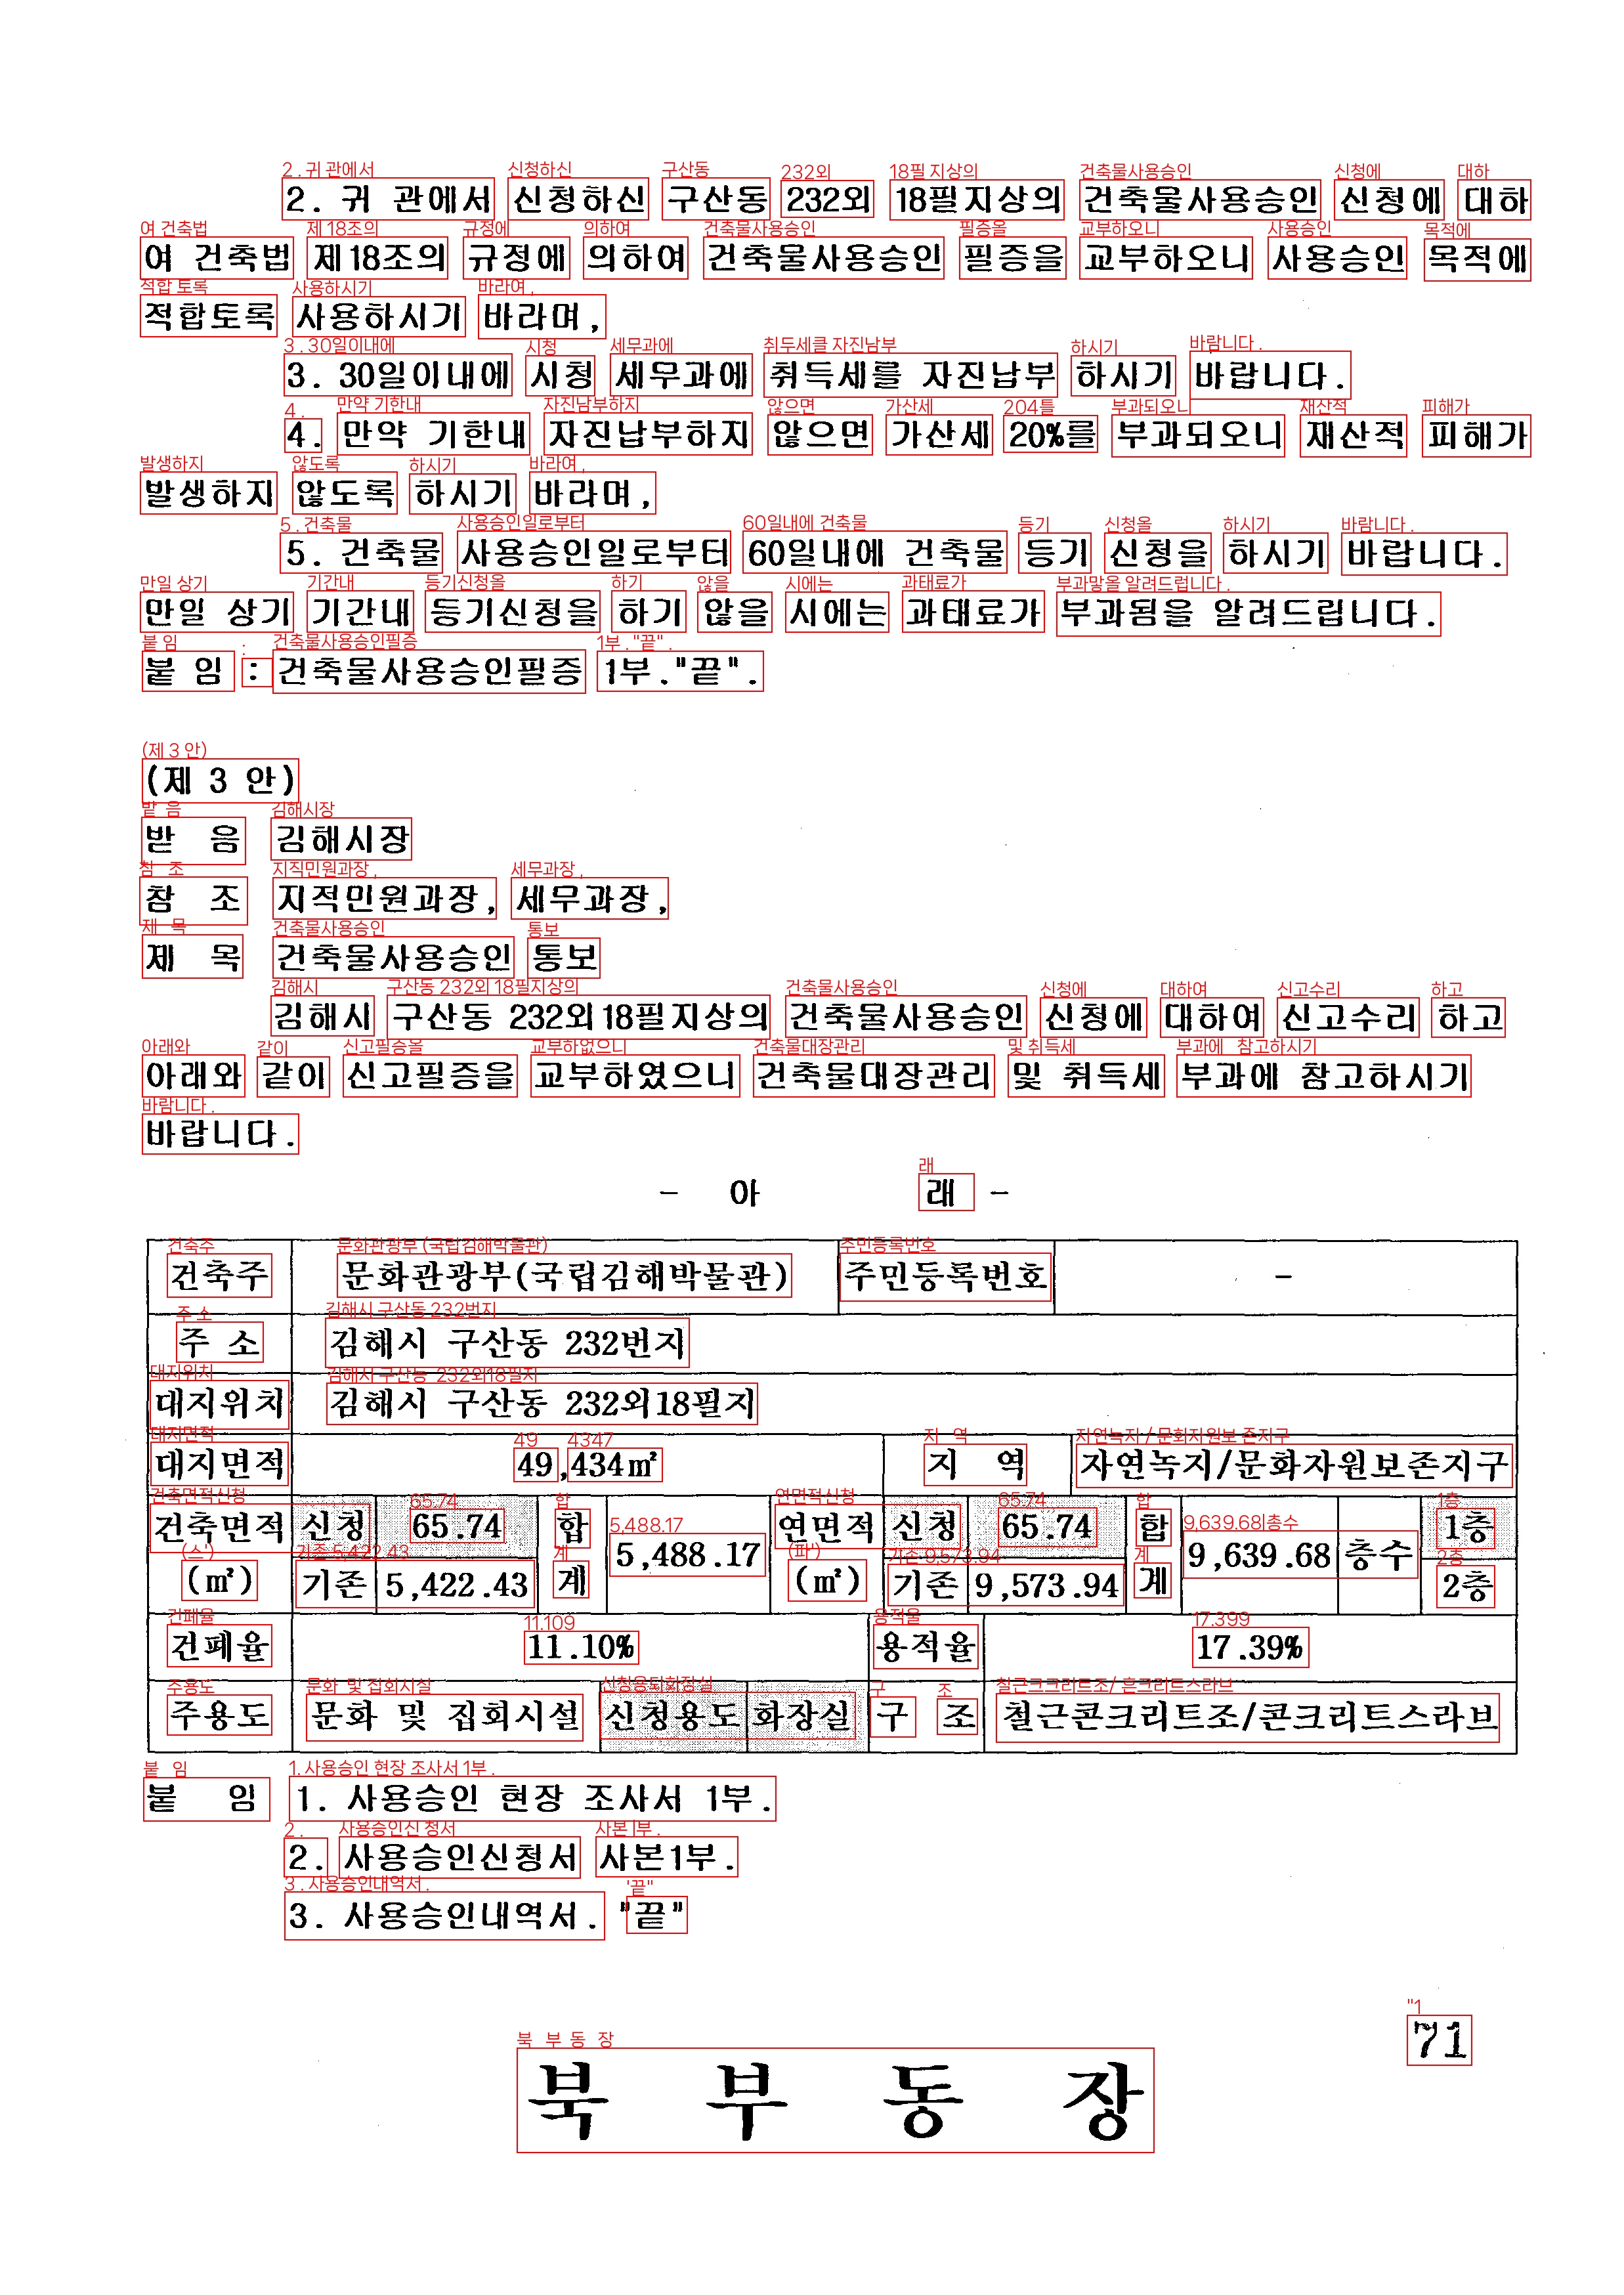 2. 귀 관에서 신청하신 구산동 232외 18필지상의 건축물사용승인 신청에 대하
여 건축법 제18조의 규정에 의하여 건축물사용승인 필증을 교부하오니 사용승인 목적에
적합토록 사용하시기 바라며,
3. 30일이내에 시청 세무과에 취득세를 자진납부 하시기 바랍니다.
4. 만약 기한내 자진납부하지 않으면 가산세 20%를 부과되오니 재산적 피해가
발생하지 않도록 하시기 바라며,
5. 건축물 사용승인일로부터 60일내에 건축물 등기 신청을 하시기 바랍니다.
만일 상기 기간내 등기신청을 하기 않을 시에는 과태료가 부과됨을 알려드립니다.
붙 임 : 건축물사용승인필증 1부."끝".
(제 3 안)
받 음 김해시장
참 조 지적민원과장, 세무과장,
제 목 건축물사용승인 통보
김해시 구산동 232외 18필지상의 건축물사용승인 신청에 대하여 신고수리 하고
아래와 같이 신고필증을 교부하였으니 건축물대장관리 및 취득세 부과에 참고하시기
바랍니다.
- 아 래 -
건축주 문화관광부(국립김해박물관) 주민등록번호 -
주 소 김해시 구산동 232번지
대지위치 김해시 구산동 232외18필지
대지면적 49,434㎡ 지 역 자연녹지/문화자원보존지구
건축면적 신청 65.74 합 5,488.17 연면적 신청 65.74 합 9,639.68 층수 1층
(㎡) 기존 5,422.43 계 (㎡) 기존 9,573.94 계 2층
건폐율 11.10% 용적율 17.39%
주용도 문화 및 집회시설 신청용도 화장실 구 조 철근콘크리트조/콘크리트스라브
붙 임 1. 사용승인 현장 조사서 1부.
2. 사용승인신청서 사본1부.
3. 사용승인내역서. "끝"
71
북 부 동 장